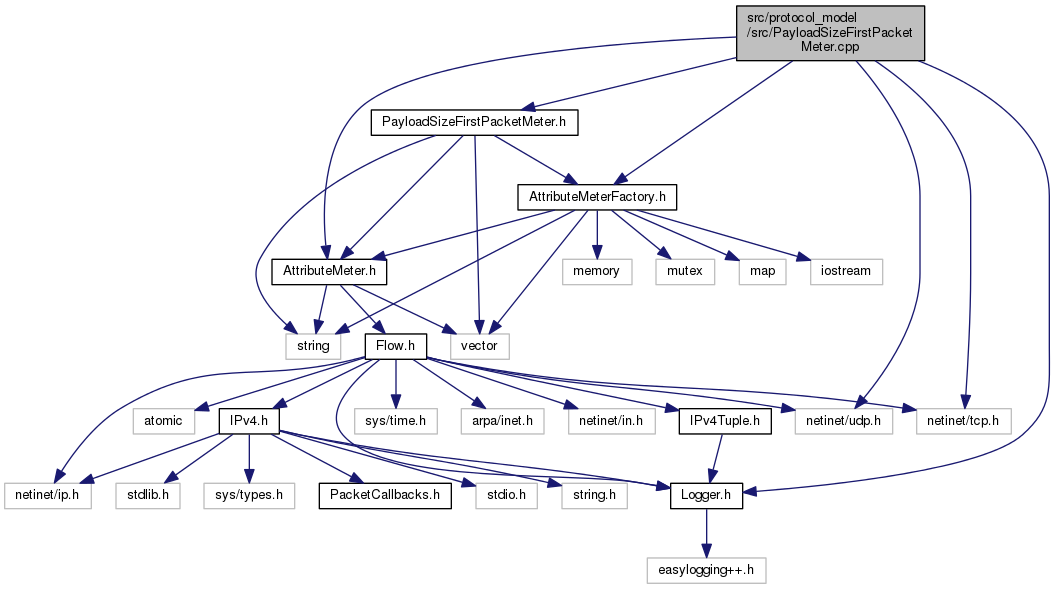 src/protocol_model
/src/PayloadSizeFirstPacket
Meter.cpp
PayloadSizeFirstPacketMeter.h
AttributeMeterFactory.h
AttributeMeter.h
memory
mutex
map
iostream
string
Flow.h
vector
atomic
IPv4.h
sys/time.h
arpa/inet.h
netinet/in.h
IPv4Tuple.h
netinet/udp.h
netinet/tcp.h
netinet/ip.h
stdlib.h
sys/types.h
PacketCallbacks.h
stdio.h
string.h
Logger.h
easylogging++.h